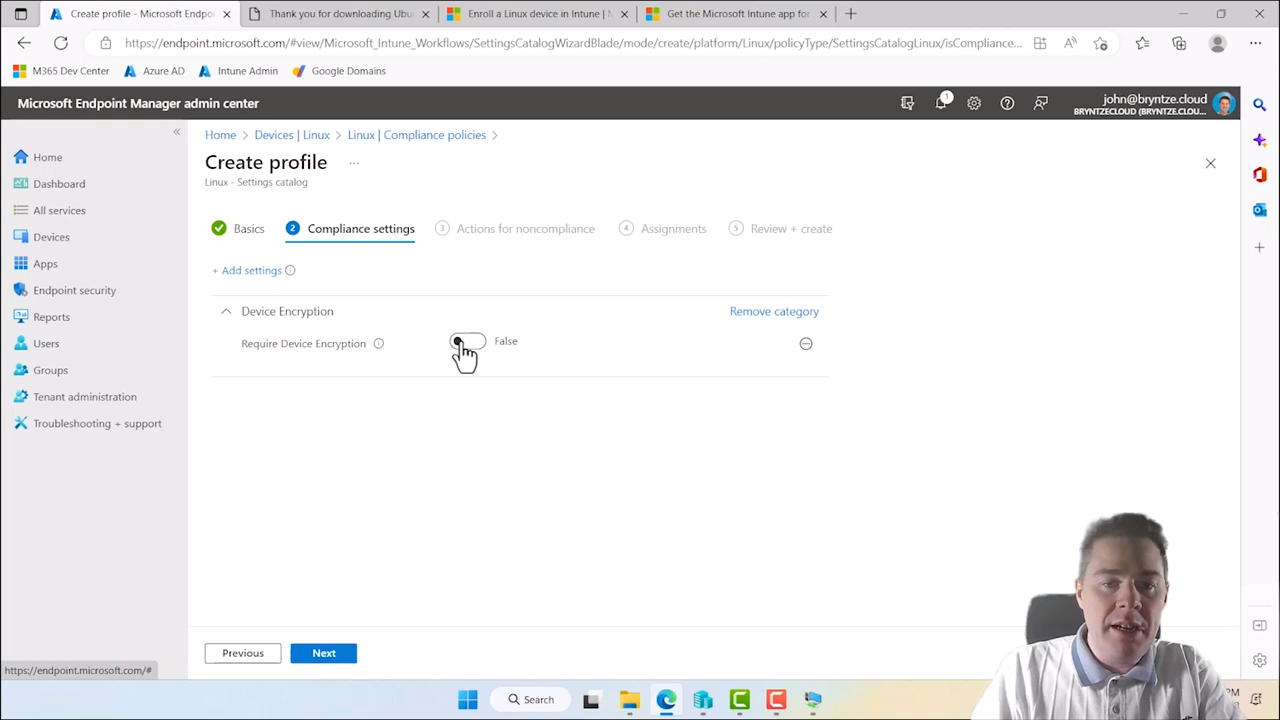 Create profile - Microsoft Endpoi
Thank you for downloading Ubu
Enroll a Linux device in Intune | M
Get the Microsoft Intune app for
https://endpoint.microsoft.com/#view/Microsoft_Intune_Workflows/SettingsCatalogWizardBlade/mode/create/platform/Linux/policyType/SettingsCatalogLinux/isCompliance...
M365 Dev Center
Azure AD
Intune Admin
Google Domains
Microsoft Endpoint Manager admin center
1
john@bryntze.cloud
BRYNTZECLOUD (BRYNTZE.CLOU...
Home > Devices | Linux > Linux | Compliance policies >
Create profile ...
Linux - Settings catalog
Home
Dashboard
All services
Devices
Apps
Endpoint security
Reports
Users
Groups
Tenant administration
Troubleshooting + support
Basics
2 Compliance settings
3 Actions for noncompliance
4 Assignments
5 Review + create
+ Add settings
Device Encryption
Remove category
Require Device Encryption
False
Previous
Next
https://endpoint.microsoft.com/#
Search